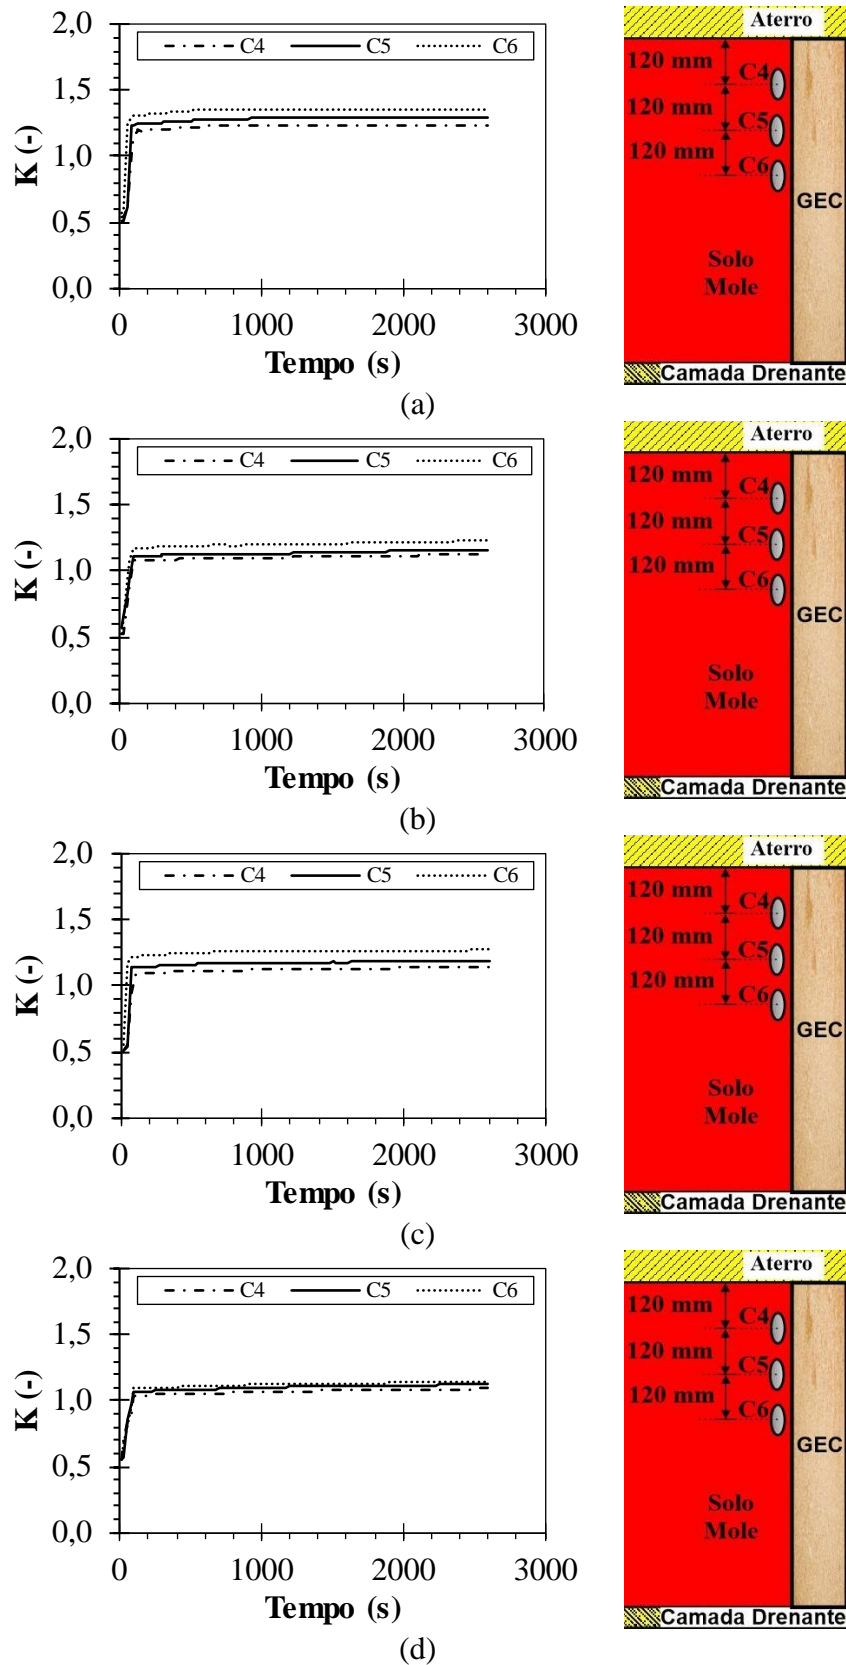 2,0
1,5
1,0
0,5
0,0
K (-)
C4 C5 C6
0 1000 2000 3000
Tempo (s)
Aterro
120 mm C4
120 mm C5
120 mm C6
GEC
Solo
Mole
Camada Drenante
(a)
2,0
1,5
1,0
0,5
0,0
K (-)
C4 C5 C6
0 1000 2000 3000
Tempo (s)
Aterro
120 mm C4
120 mm C5
120 mm C6
GEC
Solo
Mole
Camada Drenante
(b)
2,0
1,5
1,0
0,5
0,0
K (-)
C4 C5 C6
0 1000 2000 3000
Tempo (s)
Aterro
120 mm C4
120 mm C5
120 mm C6
GEC
Solo
Mole
Camada Drenante
(c)
2,0
1,5
1,0
0,5
0,0
K (-)
C4 C5 C6
0 1000 2000 3000
Tempo (s)
Aterro
120 mm C4
120 mm C5
120 mm C6
GEC
Solo
Mole
Camada Drenante
(d)